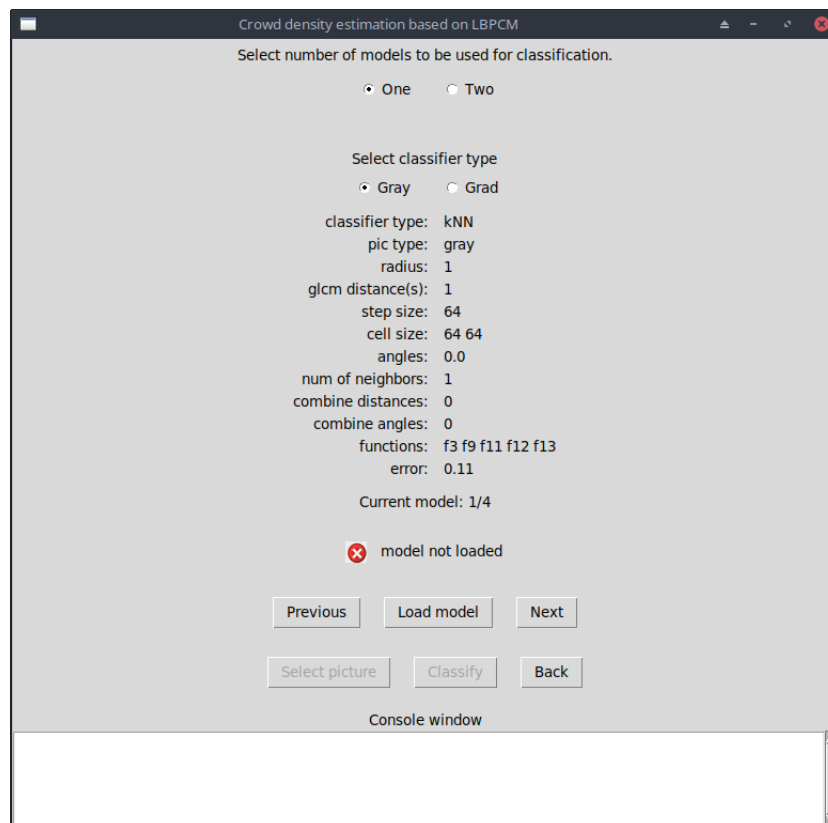 Crowd density estimation based on LBPCM
Select number of models to be used for classification.
One Two
Select classifier type
Gray Grad
classifier type: kNN
pic type: gray
radius: 1
glcm distance(s): 1
step size: 64
cell size: 64 64
angles: 0.0
num of neighbors: 1
combine distances: 0
combine angles: 0
functions: f3 f9 f11 f12 f13
error: 0.11
Current model: 1/4
model not loaded
Previous Load model Next
Select picture Classify Back
Console window